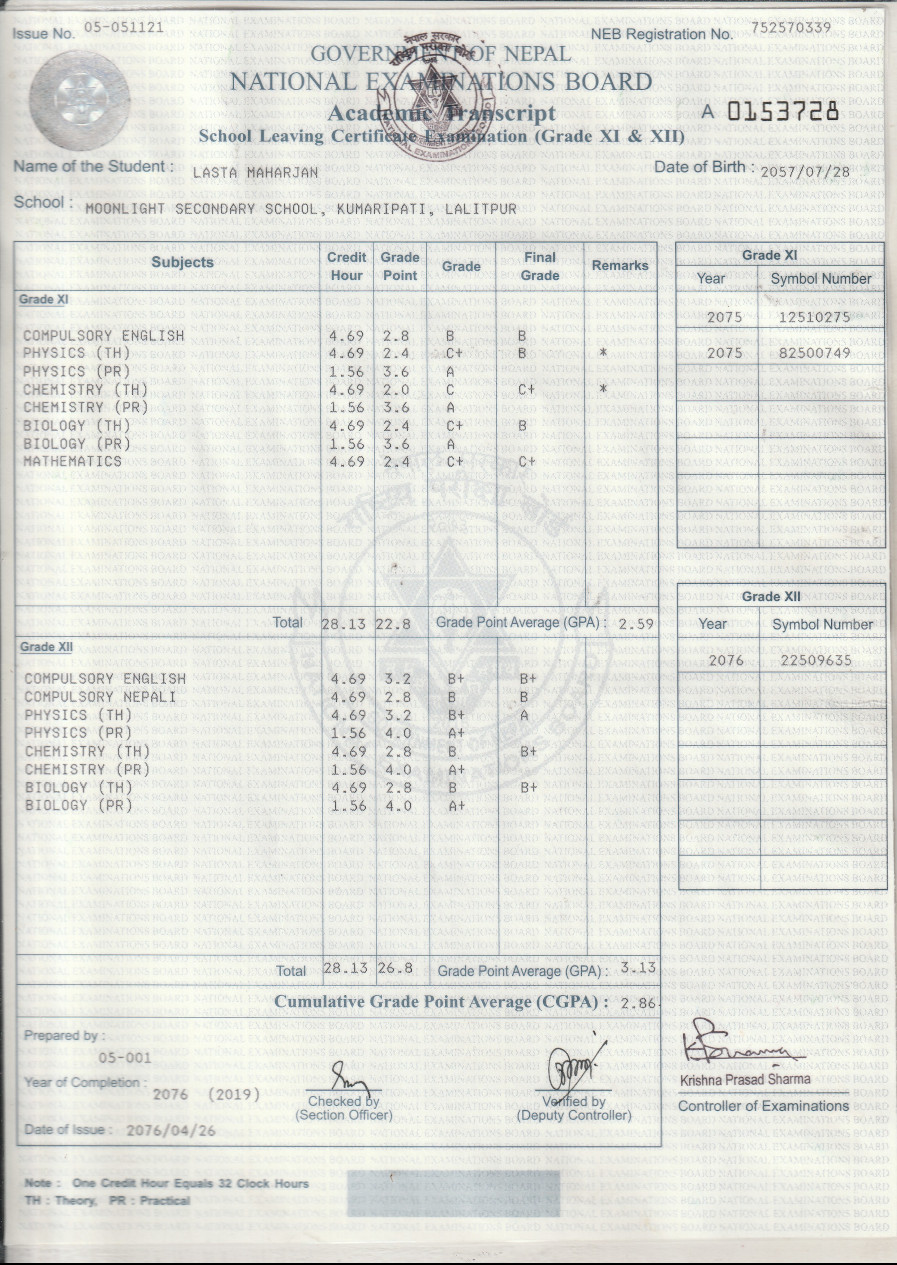 Issue No. 05-051121
NEB Registration No. 752570339
नेपाल सरकार
GOVERNMENT OF NEPAL
NATIONAL EXAMINATIONS BOARD
Academic Transcript
A 0153728
School Leaving Certificate Examination (Grade XI & XII)
Name of the Student : LASTA MAHARJAN
Date of Birth : 2057/07/28
School : MOONLIGHT SECONDARY SCHOOL, KUMARIPATI, LALITPUR
Subjects Credit Hour Grade Point Grade Final Grade Remarks
Grade XI
COMPULSORY ENGLISH 4.69 2.8 B B
PHYSICS (TH) 4.69 2.4 C+ B *
PHYSICS (PR) 1.56 3.6 A
CHEMISTRY (TH) 4.69 2.0 C C+ *
CHEMISTRY (PR) 1.56 3.6 A
BIOLOGY (TH) 4.69 2.4 C+ B
BIOLOGY (PR) 1.56 3.6 A
MATHEMATICS 4.69 2.4 C+ C+
Total 28.13 22.8 Grade Point Average (GPA) : 2.59
Grade XI
Year Symbol Number
2075 12510275
2075 82500749
Grade XII
COMPULSORY ENGLISH 4.69 3.2 B+ B+
COMPULSORY NEPALI 4.69 2.8 B B
PHYSICS (TH) 4.69 3.2 B+ A
PHYSICS (PR) 1.56 4.0 A+
CHEMISTRY (TH) 4.69 2.8 B B+
CHEMISTRY (PR) 1.56 4.0 A+
BIOLOGY (TH) 4.69 2.8 B B+
BIOLOGY (PR) 1.56 4.0 A+
Total 28.13 26.8 Grade Point Average (GPA) : 3.13
Grade XII
Year Symbol Number
2076 22509635
Cumulative Grade Point Average (CGPA) : 2.86
Prepared by :
05-001
Year of Completion :
2076 (2019)
Date of Issue : 2076/04/26
Checked by
(Section Officer)
Verified by
(Deputy Controller)
Krishna Prasad Sharma
Controller of Examinations
Note : One Credit Hour Equals 32 Clock Hours
TH : Theory, PR : Practical